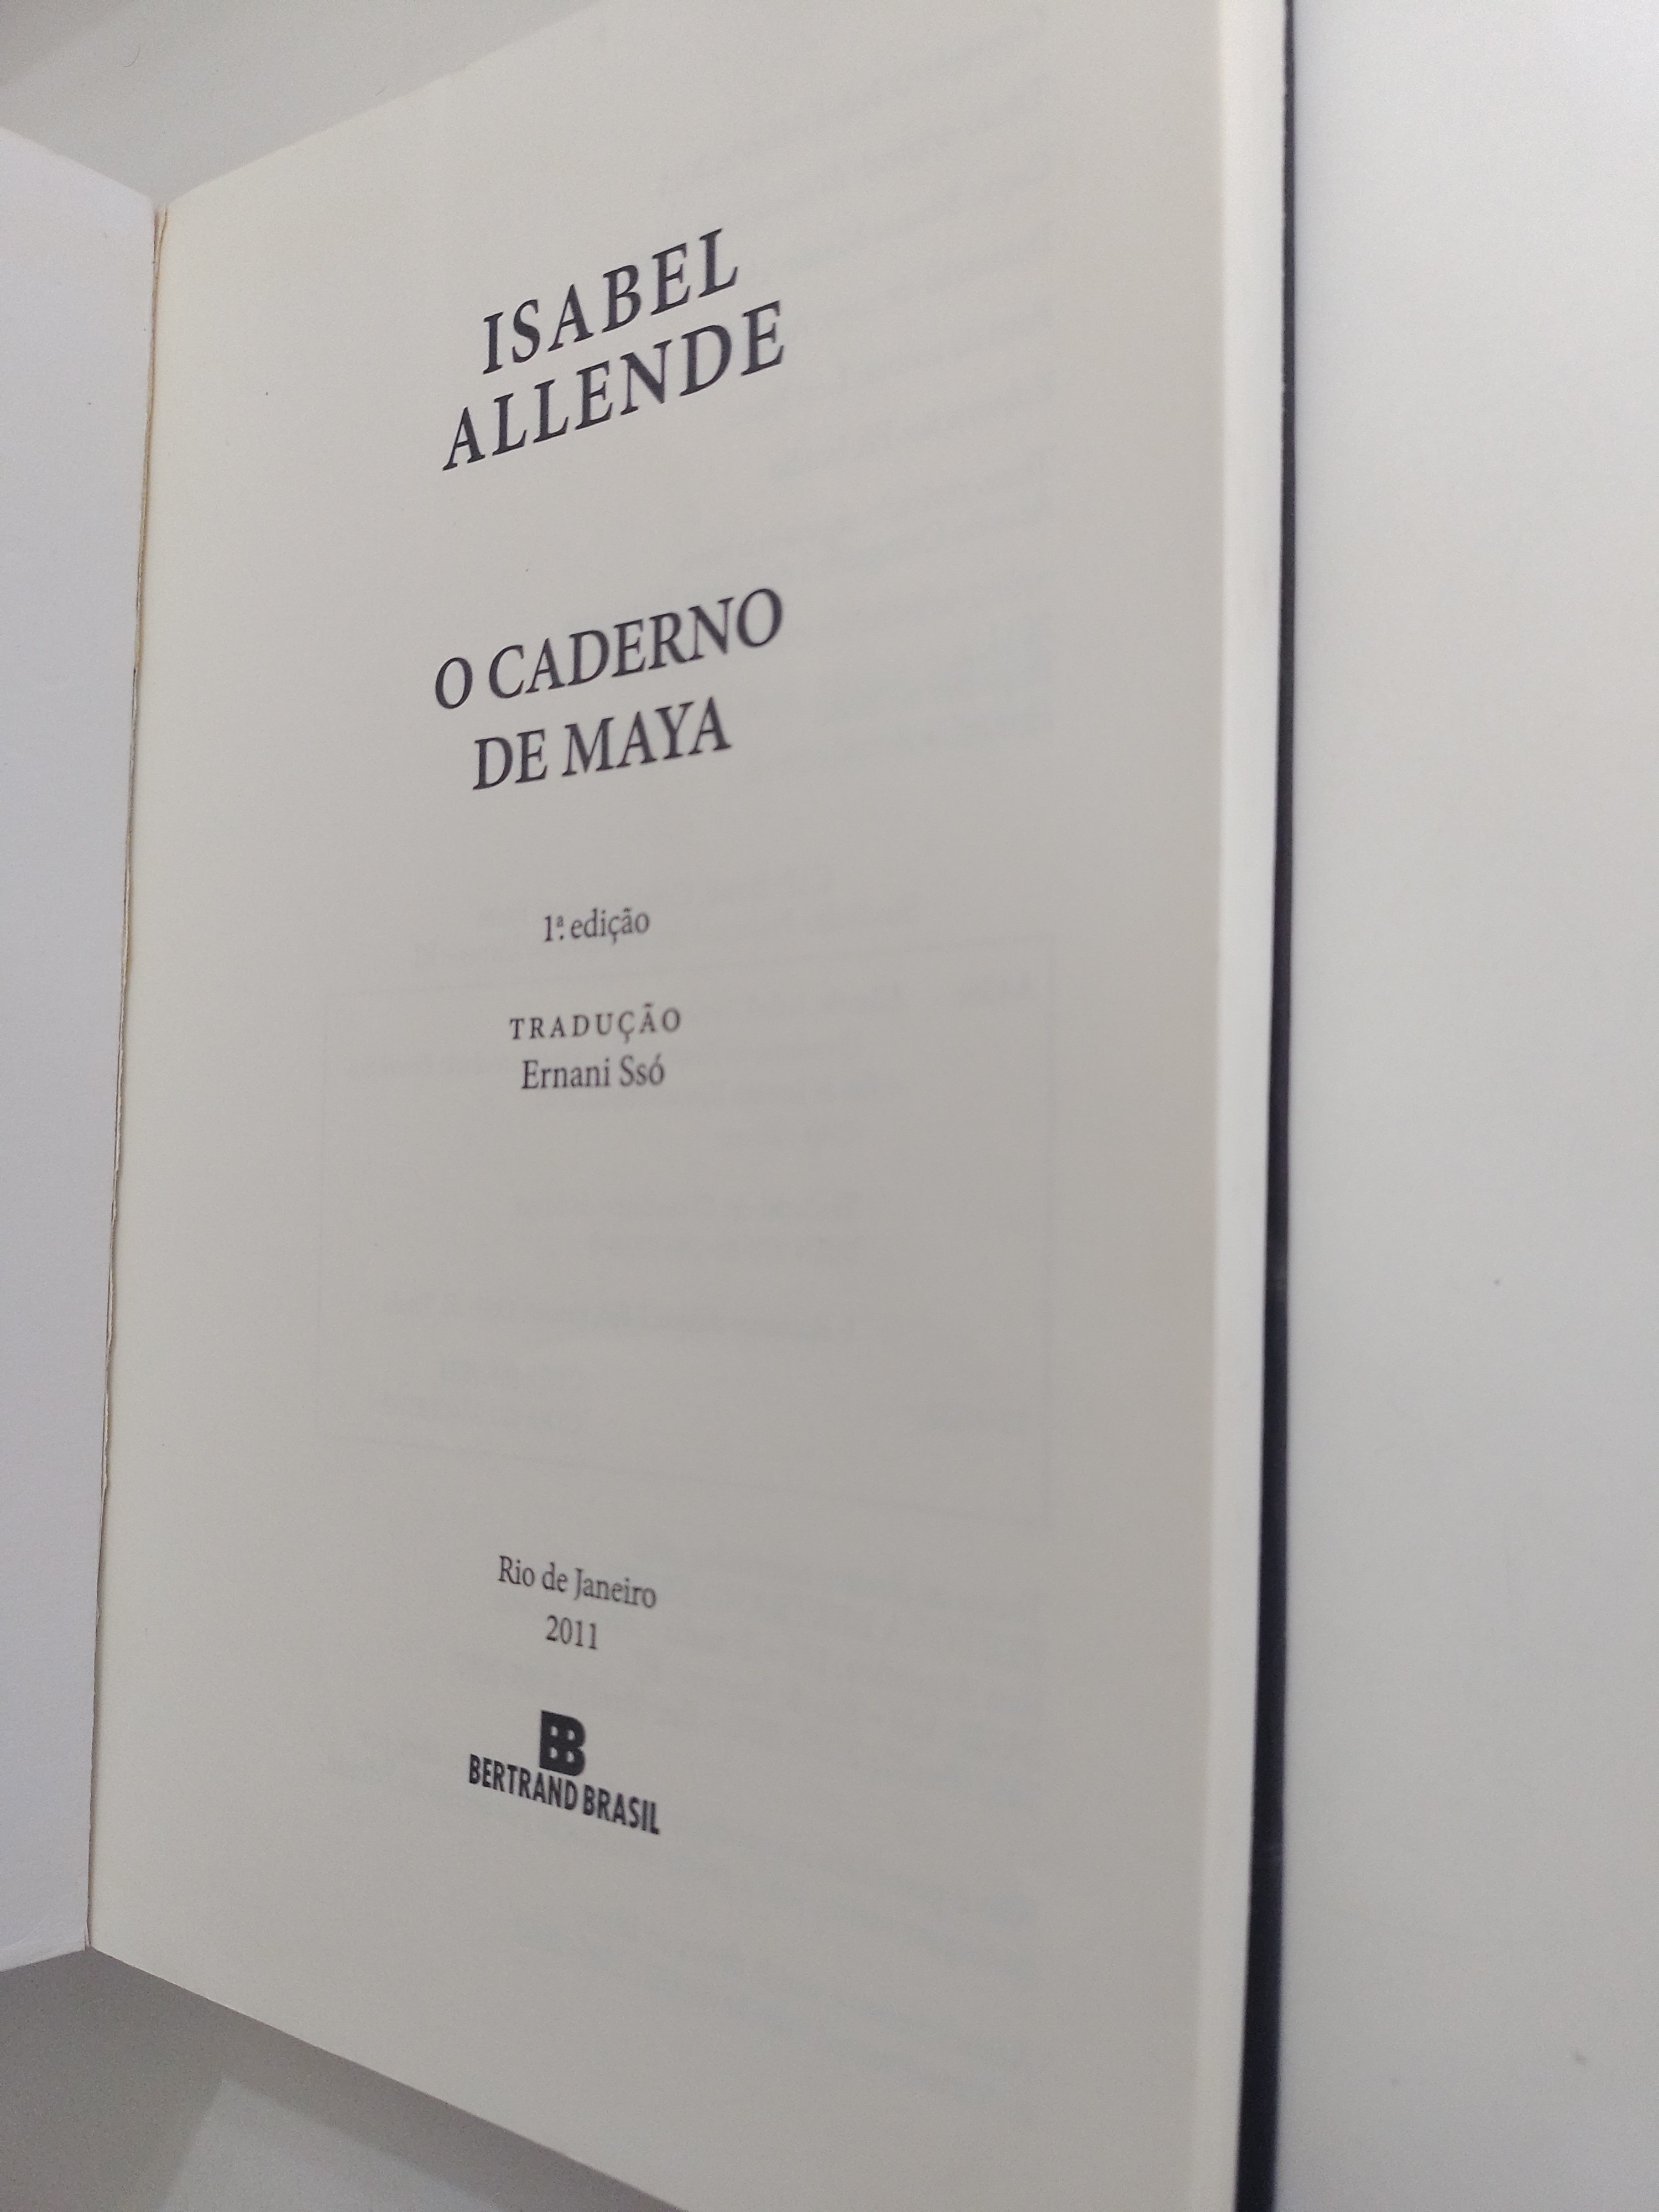 ISABEL
ALLENDE
O CADERNO
DE MAYA
1ª edição
TRADUÇÃO
Ernani Ssó
Rio de Janeiro
2011
BB
BERTRAND BRASIL